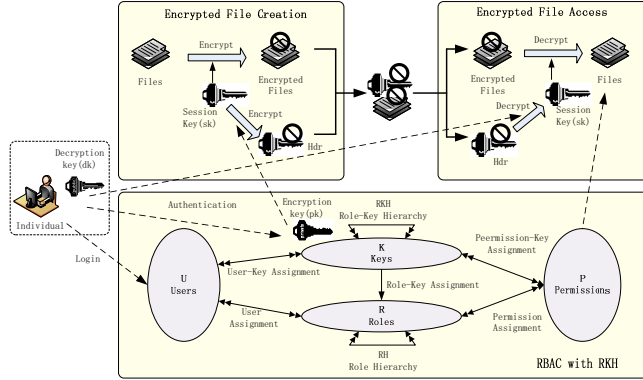 Encrypted File Creation
Encrypted File Access
Encrypt
Files
Encrypted
Files
Session
Key(sk)
Encrypt
Hdr
Decrypt
Encrypted
Files
Files
Decrypt
Session
Key(sk)
Hdr
Decryption
key(dk)
Individual
Authentication
Login
Encryption
key(pk)
RKH
Role-Key Hierarchy
K
Keys
Peermission-Key
Assignment
U
Users
User-Key Assignment
Role-Key Assignment
P
Permissions
User
Assignment
R
Roles
Permission
Assignment
RH
Role Hierarchy
RBAC with RKH